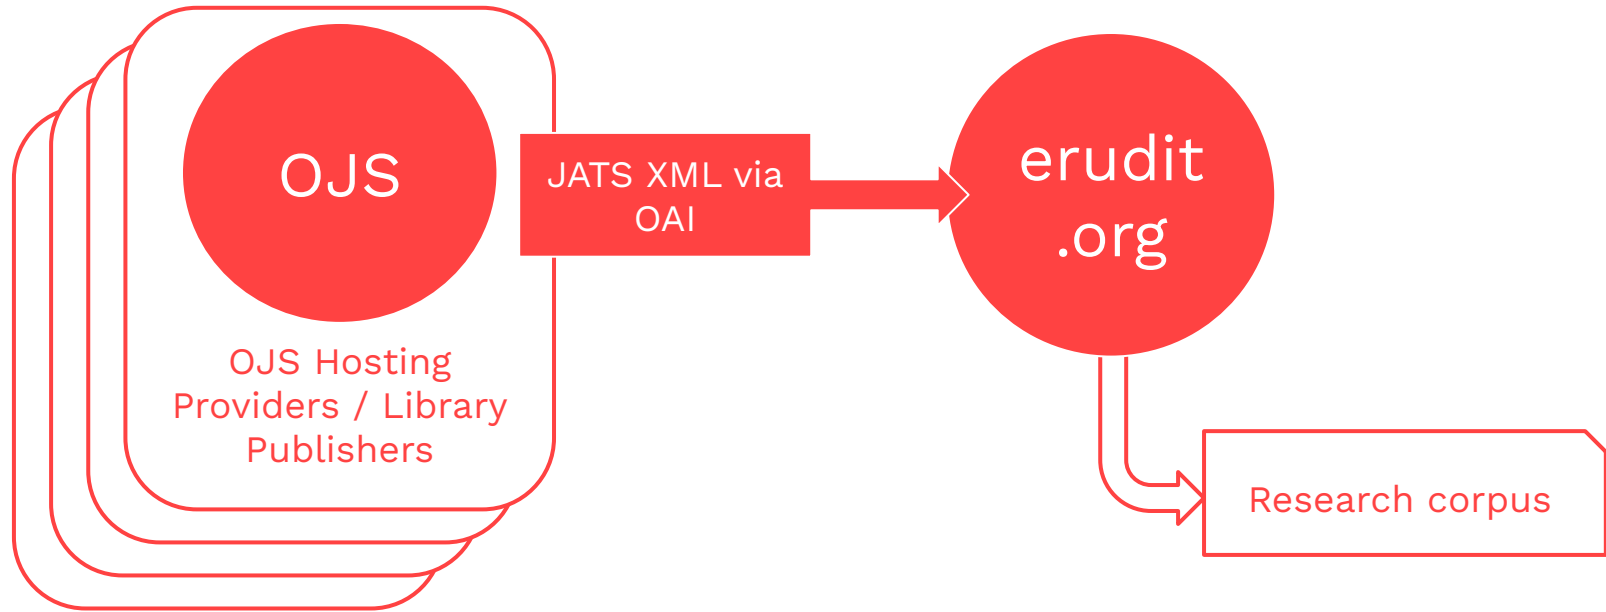 OJS
OJS Hosting
Providers / Library
Publishers
JATS XML via
OAI
erudit
.org
Research corpus